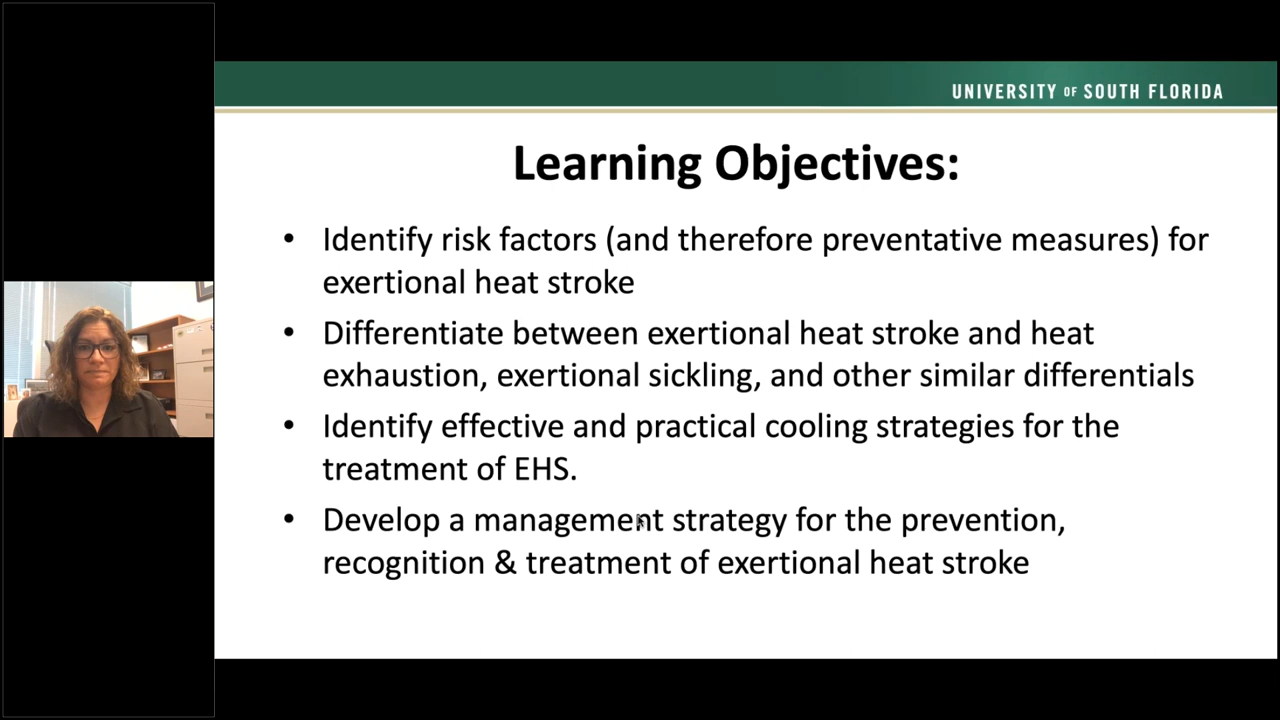 UNIVERSITY OF SOUTH FLORIDA
Learning Objectives:
• Identify risk factors (and therefore preventative measures) for
exertional heat stroke
• Differentiate between exertional heat stroke and heat
exhaustion, exertional sickling, and other similar differentials
• Identify effective and practical cooling strategies for the
treatment of EHS.
• Develop a management strategy for the prevention,
recognition & treatment of exertional heat stroke